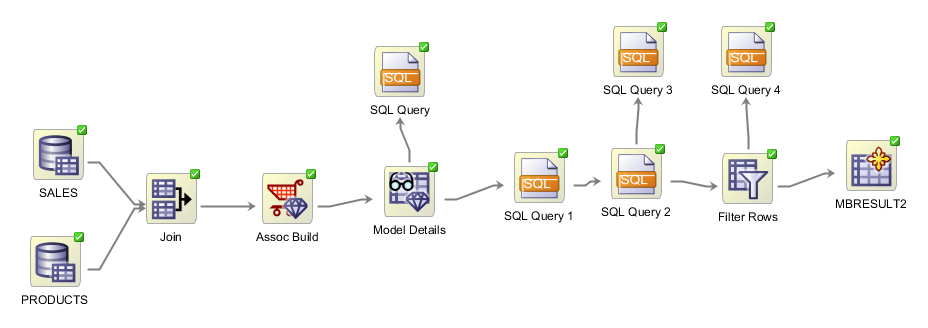 SQL
SQL Query
SQL
SQL Query 3
SQL
SQL Query 4
SALES
Join
Assoc Build
Model Details
SQL
SQL Query 1
SQL
SQL Query 2
Filter Rows
MBRESULT2
PRODUCTS